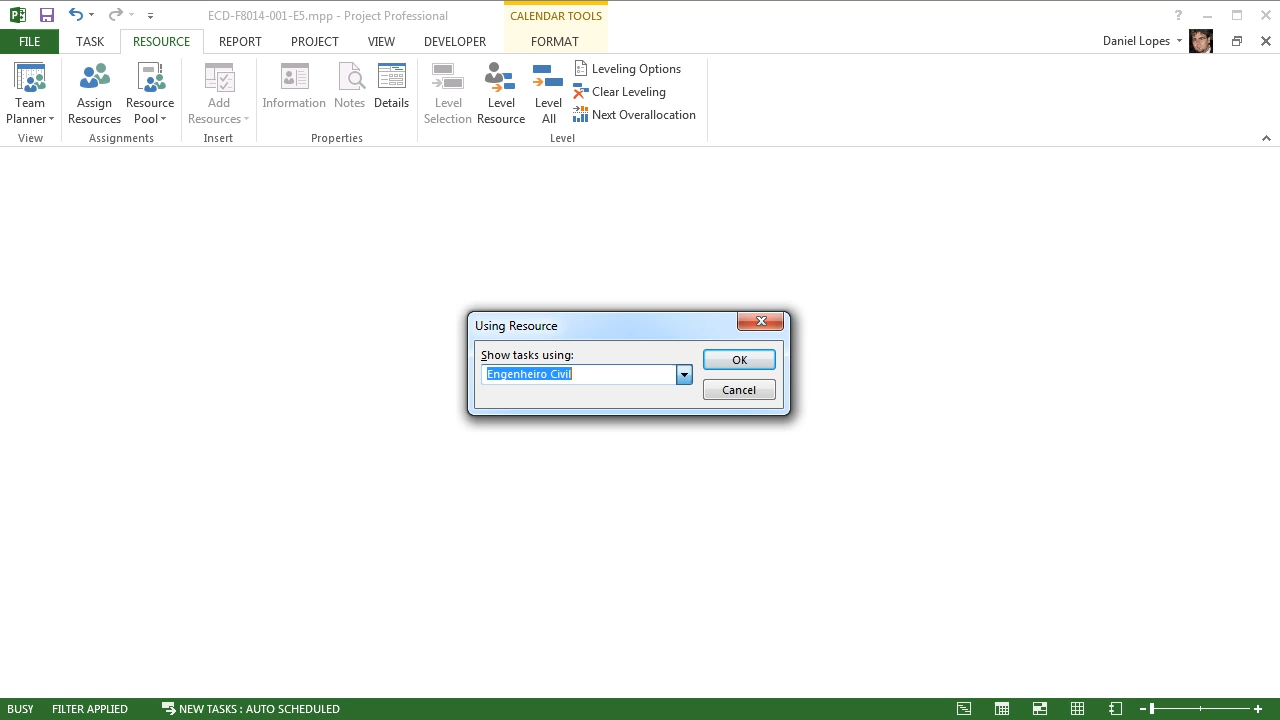 ECD-F8014-001-E5.mpp - Project Professional
CALENDAR TOOLS
FILE TASK RESOURCE REPORT PROJECT VIEW DEVELOPER FORMAT
Daniel Lopes
Team Planner
Assign Resources
Resource Pool
Add Resources
Information
Notes
Details
Level Selection
Level Resource
Level All
Leveling Options
Clear Leveling
Next Overallocation
View Assignments Insert Properties Level
Using Resource
Show tasks using:
Engenheiro Civil
OK
Cancel
BUSY FILTER APPLIED NEW TASKS : AUTO SCHEDULED